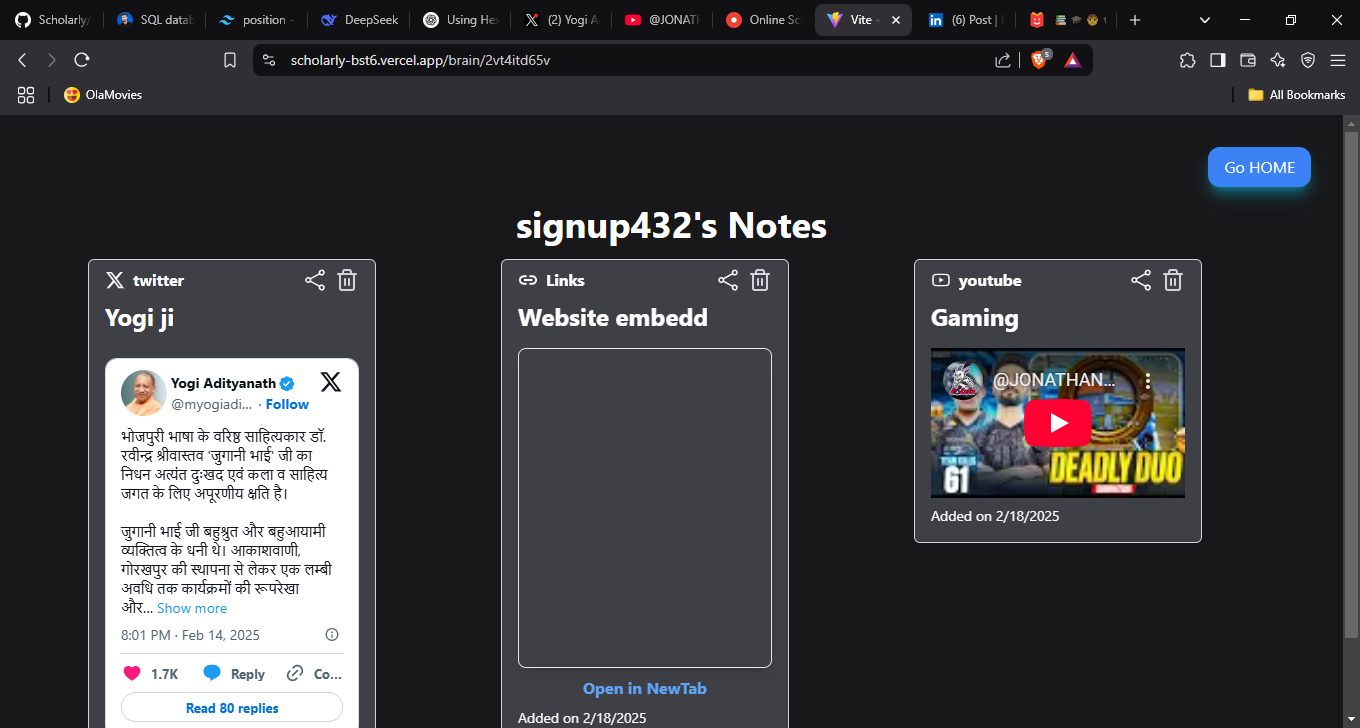 Scholarly/
SQL datab
position -
DeepSeek
Using Hex
(2) Yogi A
@JONATH
Online Sc
Vite
(6) Post |
scholarly-bst6.vercel.app/brain/2vt4itd65v
5
OlaMovies
All Bookmarks
Go HOME
signup432's Notes
twitter
Yogi ji
Yogi Adityanath
@myogiadi... · Follow
भोजपुरी भाषा के वरिष्ठ साहित्यकार डॉ.
रवीन्द्र श्रीवास्तव 'जुगानी भाई' जी का
निधन अत्यंत दुःखद एवं कला व साहित्य
जगत के लिए अपूरणीय क्षति है।
जुगानी भाई जी बहुश्रुत और बहुआयामी
व्यक्तित्व के धनी थे। आकाशवाणी,
गोरखपुर की स्थापना से लेकर एक लम्बी
अवधि तक कार्यक्रमों की रूपरेखा
और... Show more
8:01 PM · Feb 14, 2025
1.7K Reply Co...
Read 80 replies
Links
Website embedd
Open in NewTab
Added on 2/18/2025
youtube
Gaming
@JONATHAN...
61
DEADLY DUO
Added on 2/18/2025